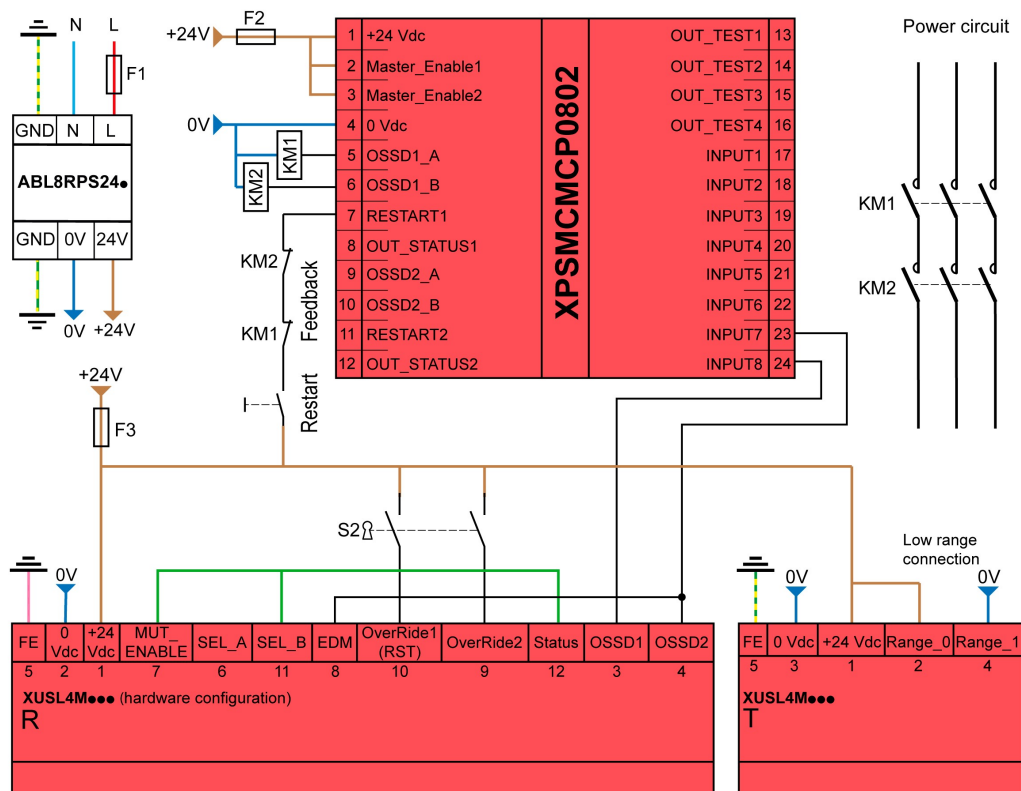 N L
F1
GND N L
ABL8RPS24●
GND 0V 24V
0V
+24V
+24V
F2
0V
KM1
KM2
1 +24 Vdc
2 Master_Enable1
3 Master_Enable2
4 0 Vdc
5 OSSD1_A
6 OSSD1_B
7 RESTART1
8 OUT_STATUS1
9 OSSD2_A
10 OSSD2_B
11 RESTART2
12 OUT_STATUS2
XPSMCMCP0802
OUT_TEST1 13
OUT_TEST2 14
OUT_TEST3 15
OUT_TEST4 16
INPUT1 17
INPUT2 18
INPUT3 19
INPUT4 20
INPUT5 21
INPUT6 22
INPUT7 23
INPUT8 24
Power circuit
KM1
KM2
KM2
KM1
Feedback
Restart
+24V
F3
S2
0V
FE 0 Vdc +24 Vdc MUT_ENABLE SEL_A SEL_B EDM OverRide1 (RST) OverRide2 Status OSSD1 OSSD2
5 2 1 7 6 11 8 10 9 12 3 4
XUSL4M●●● (hardware configuration)
R
Low range
connection
0V
0V
FE 0 Vdc +24 Vdc Range_0 Range_1
5 3 1 2 4
XUSL4M●●●
T